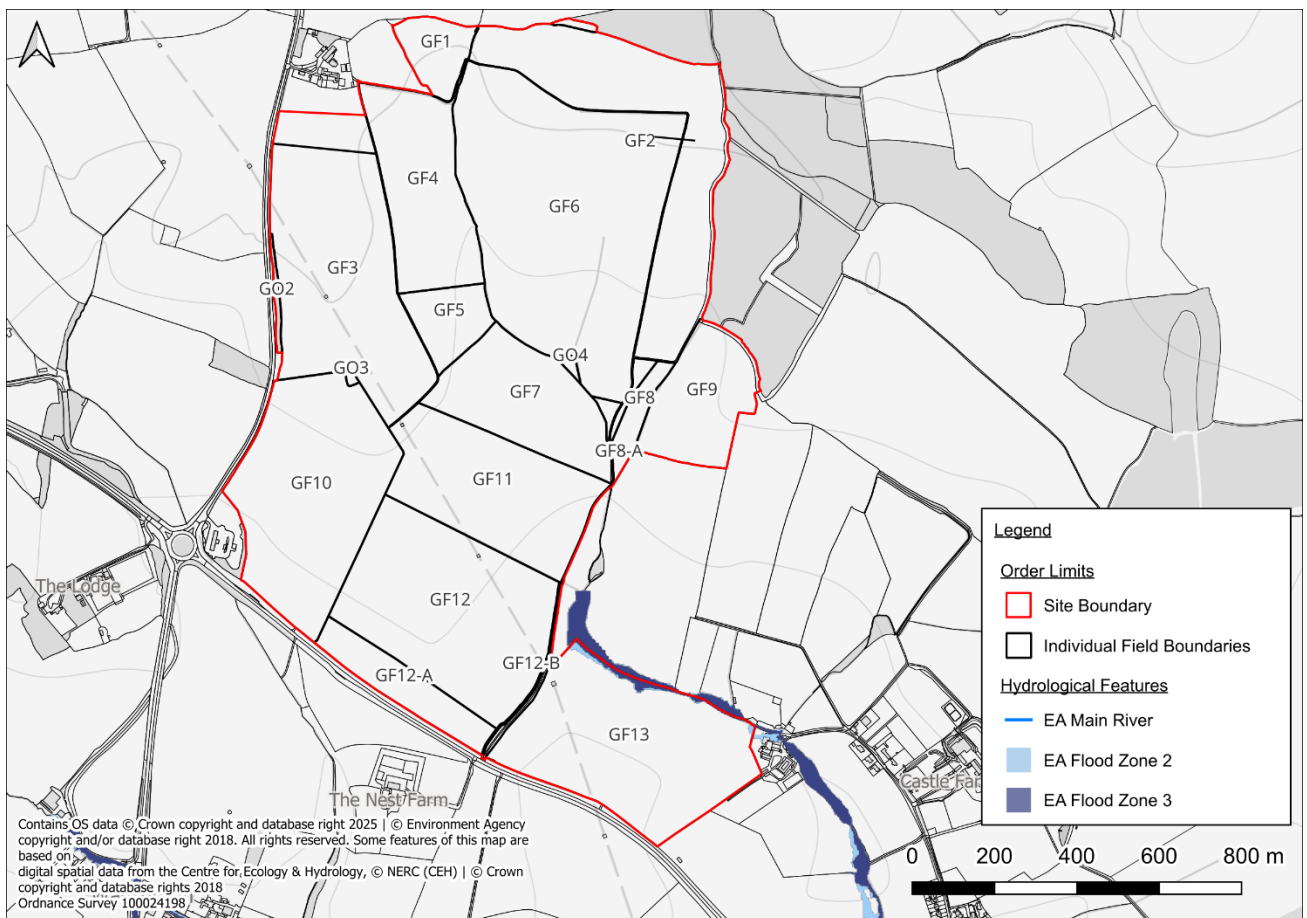 GF1
GF2
GF4
GF6
GF3
GO2
GF5
GO4
GO3
GF7
GF8
GF9
GF8-A
GF10
GF11
The Lodge
GF12
GF12-A
GF12-B
GF13
The Nest Farm
Castle Far
Legend
Order Limits
Site Boundary
Individual Field Boundaries
Hydrological Features
EA Main River
EA Flood Zone 2
EA Flood Zone 3
0 200 400 600 800 m
Contains OS data © Crown copyright and database right 2025 | © Environment Agency
copyright and/or database right 2018. All rights reserved. Some features of this map are
based on
digital spatial data from the Centre for Ecology & Hydrology, © NERC (CEH) | © Crown
copyright and database rights 2018
Ordnance Survey 100024198